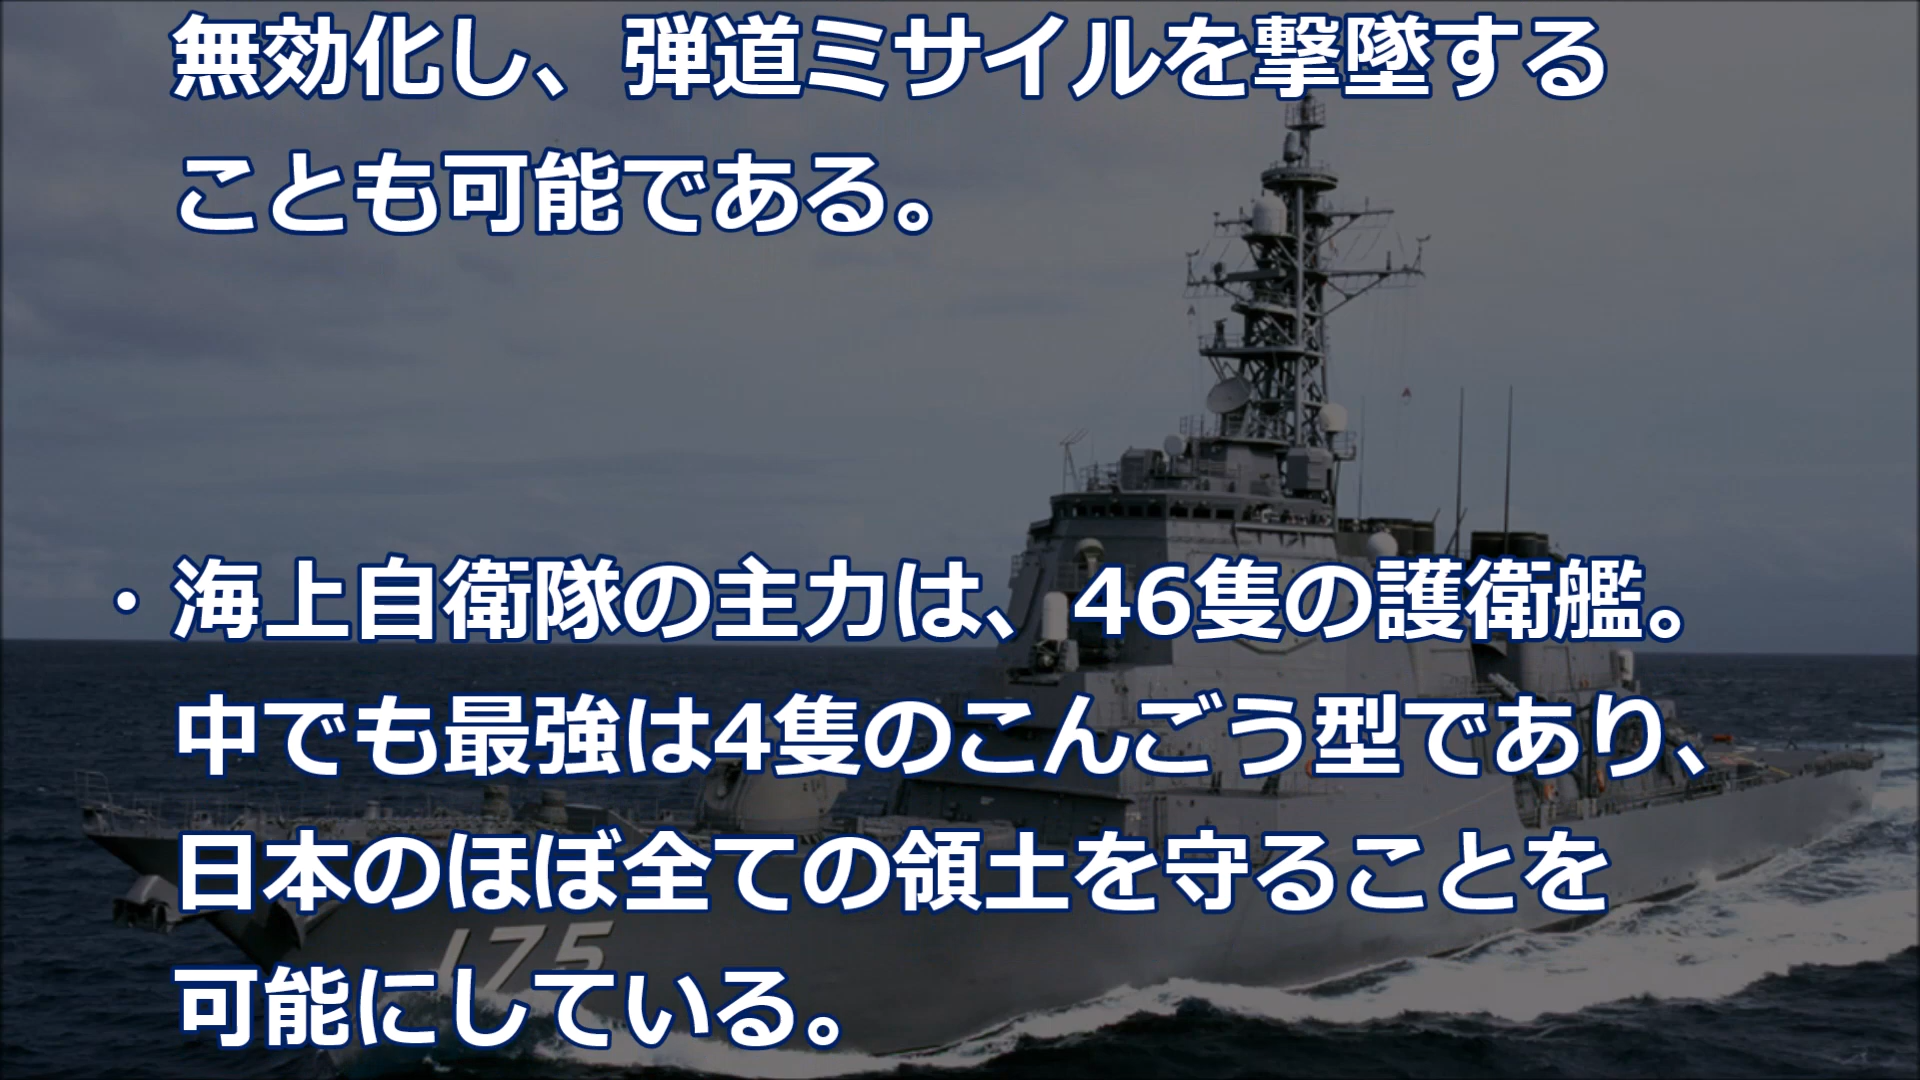 無効化し、弾道ミサイルを撃墜する
ことも可能である。
・海上自衛隊の主力は、46隻の護衛艦。
中でも最強は4隻のこんごう型であり、
日本のほぼ全ての領土を守ることを
可能にしている。
175